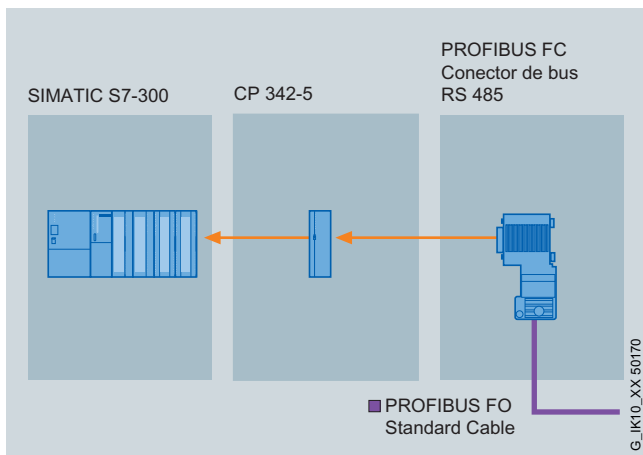 SIMATIC S7-300
CP 342-5
PROFIBUS FC
Conector de bus
RS 485
PROFIBUS FO
Standard Cable
G_IK10_XX 50170